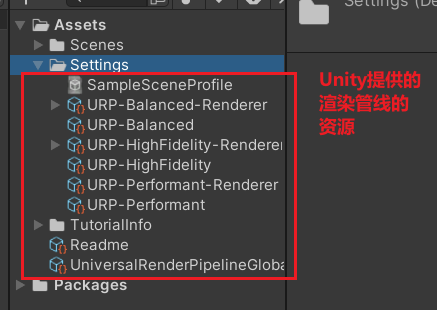 Settings (De
Assets
Scenes
Settings
SampleSceneProfile
URP-Balanced-Renderer
URP-Balanced
URP-HighFidelity-Renderer
URP-HighFidelity
URP-Performant-Renderer
URP-Performant
TutorialInfo
Readme
UniversalRenderPipelineGloba
Packages
Unity提供的
渲染管线的
资源